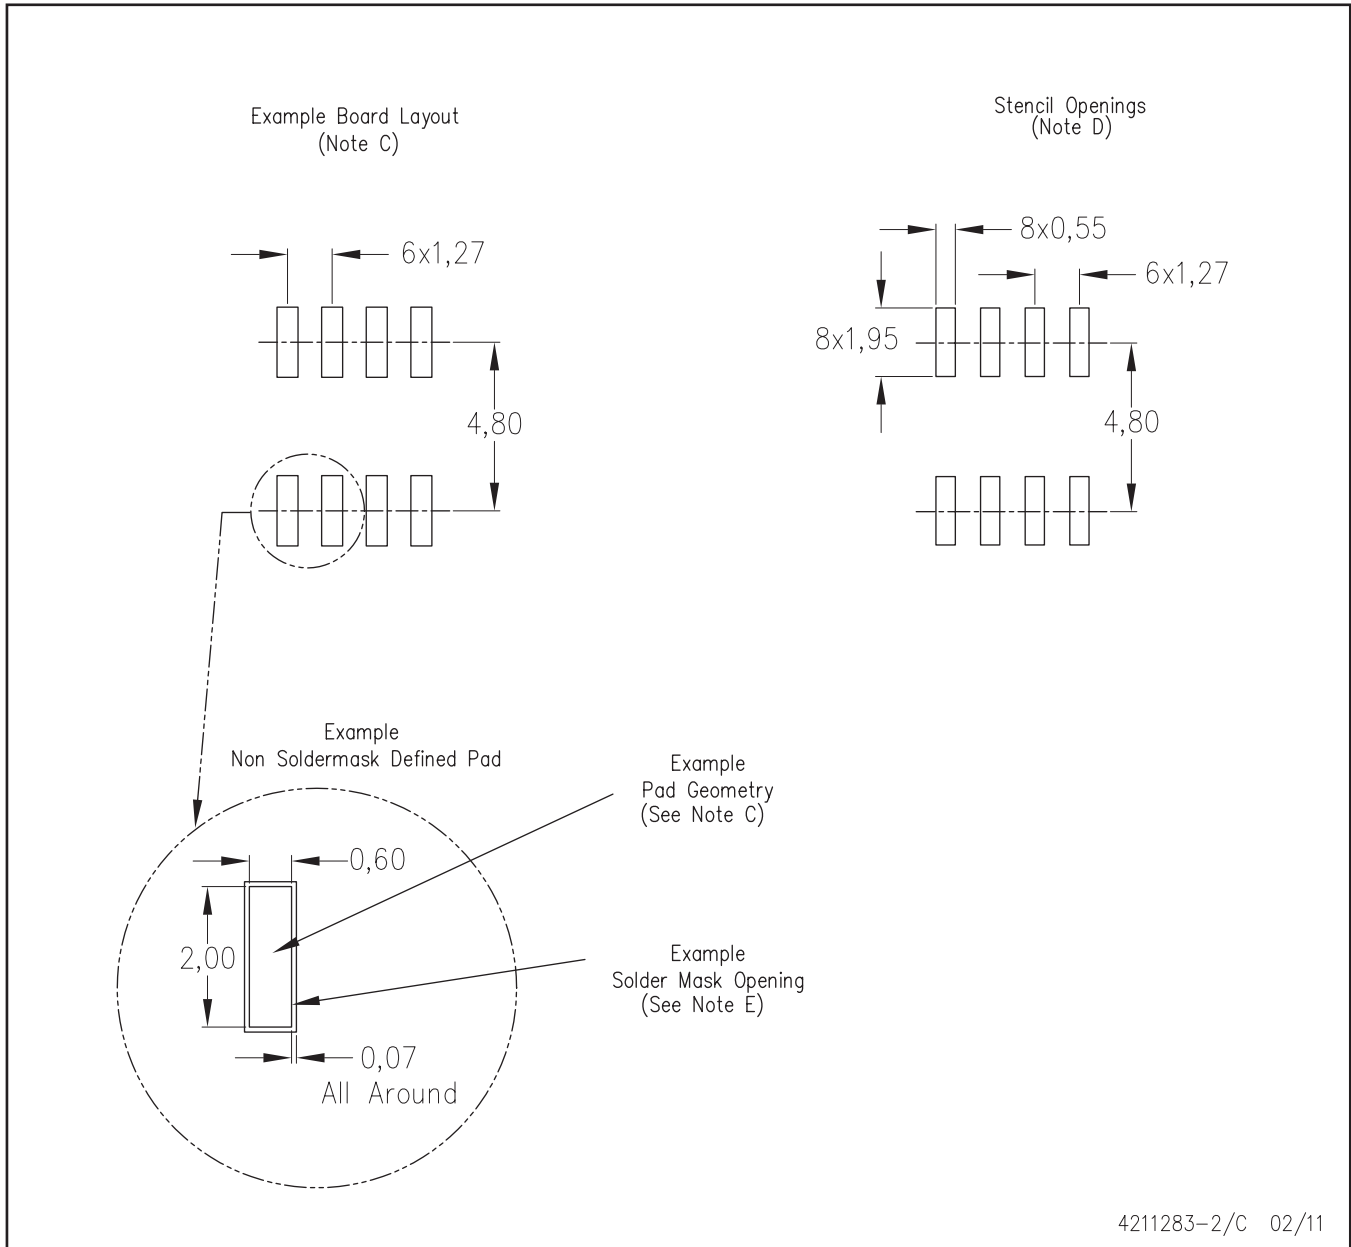 Example Board Layout
(Note C)
6x1,27
4,80
Stencil Openings
(Note D)
8x0,55
6x1,27
8x1,95
4,80
Example
Non Soldermask Defined Pad
0,60
2,00
0,07
All Around
Example
Pad Geometry
(See Note C)
Example
Solder Mask Opening
(See Note E)
4211283-2/C 02/11